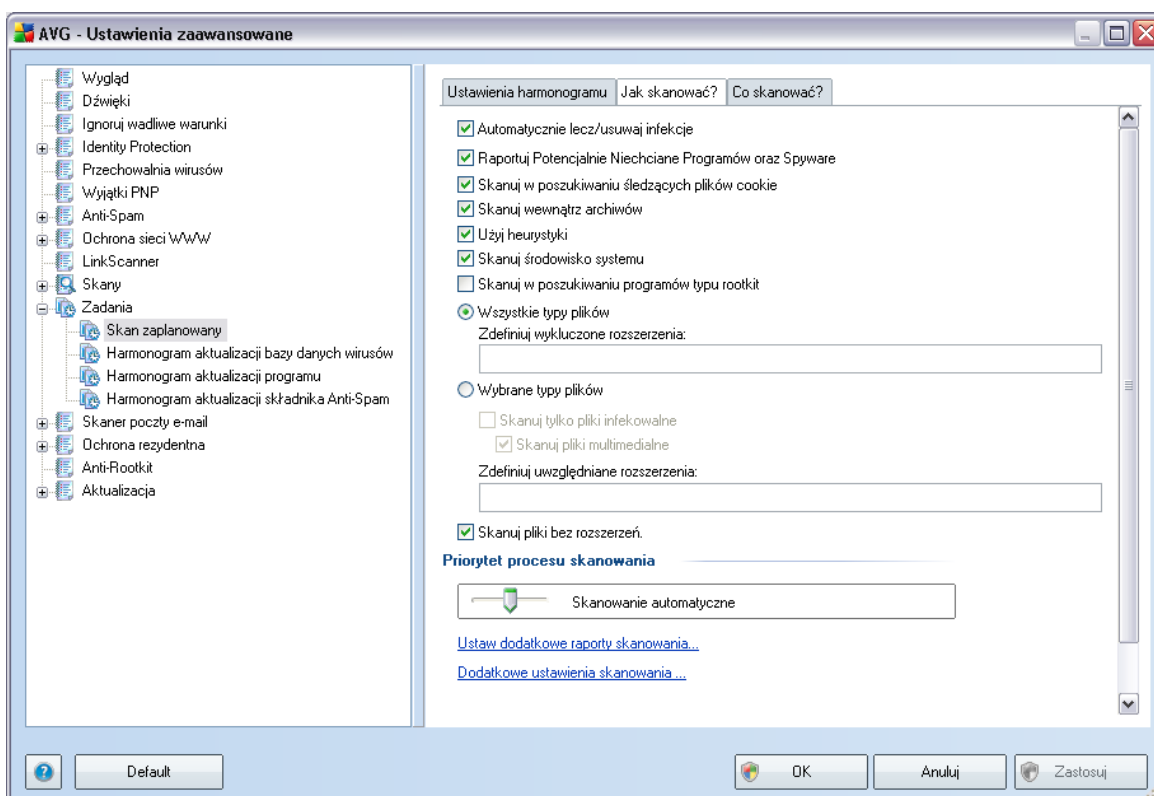 AVG - Ustawienia zaawansowane
Wygląd
Dźwięki
Ignoruj wadliwe warunki
Identity Protection
Przechowalnia wirusów
Wyjątki PNP
Anti-Spam
Ochrona sieci WWW
LinkScanner
Skany
Zadania
Skan zaplanowany
Harmonogram aktualizacji bazy danych wirusów
Harmonogram aktualizacji programu
Harmonogram aktualizacji składnika Anti-Spam
Skaner poczty e-mail
Ochrona rezydentna
Anti-Rootkit
Aktualizacja
Ustawienia harmonogramu Jak skanować? Co skanować?
Automatycznie lecz/usuwaj infekcje
Raportuj Potencjalnie Niechciane Programów oraz Spyware
Skanuj w poszukiwaniu śledzących plików cookie
Skanuj wewnątrz archiwów
Użyj heurystyki
Skanuj środowisko systemu
Skanuj w poszukiwaniu programów typu rootkit
Wszystkie typy plików
Zdefiniuj wykluczone rozszerzenia:
Wybrane typy plików
Skanuj tylko pliki infekowalne
Skanuj pliki multimedialne
Zdefiniuj uwzględniane rozszerzenia:
Skanuj pliki bez rozszerzeń.
Priorytet procesu skanowania
Skanowanie automatyczne
Ustaw dodatkowe raporty skanowania...
Dodatkowe ustawienia skanowania ...
? Default OK Anuluj Zastosuj